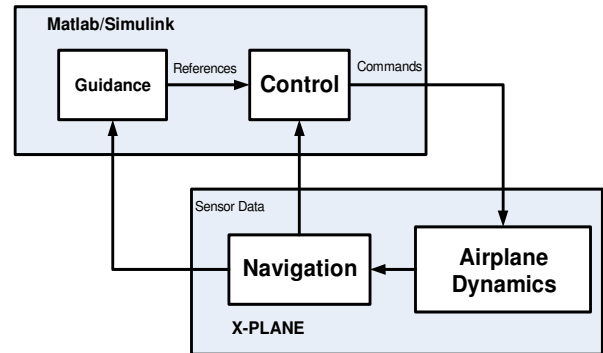 Matlab/Simulink
Guidance
References
Control
Commands
Sensor Data
Navigation
Airplane
Dynamics
X-PLANE